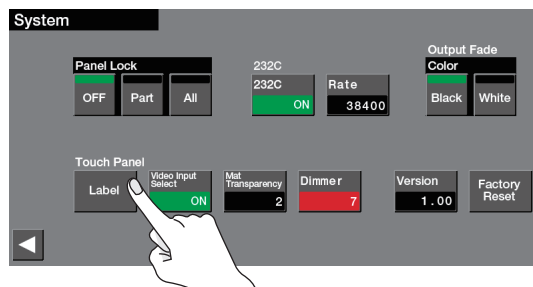 System
Output Fade
Panel Lock
232C
Color
OFF
Part
All
232C
ON
Rate
38400
Black
White
Touch Panel
Label
Video Input
Select
ON
Mat
Transparency
2
Dimmer
7
Version
1.00
Factory
Reset